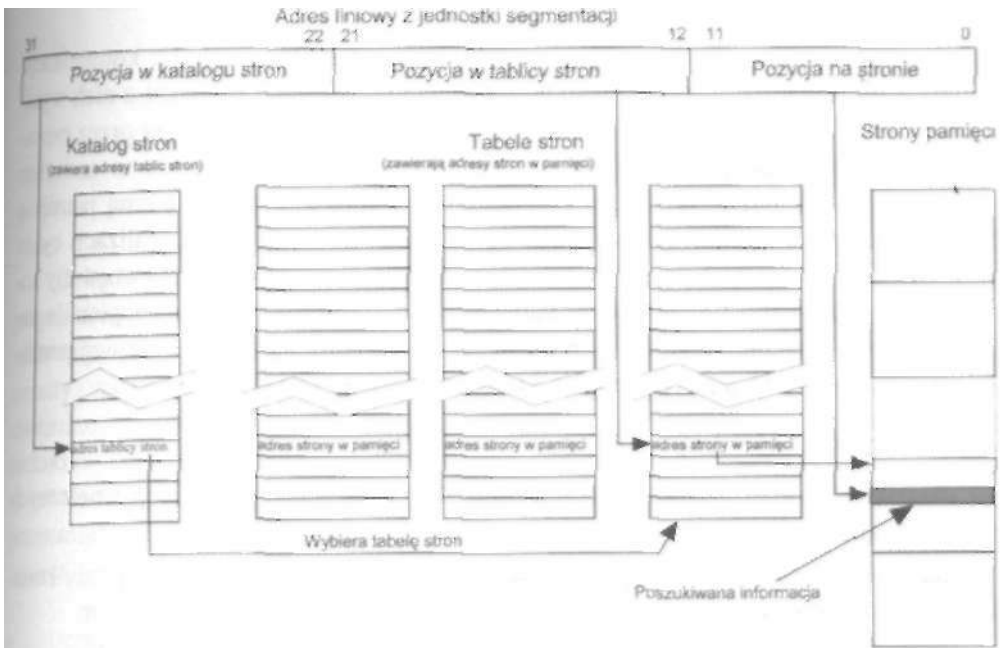 Adres liniowy z jednostki segmentacji
31 22 21 12 11 0
Pozycja w katalogu stron Pozycja w tablicy stron Pozycja na stronie
Katalog stron Tabele stron Strony pamięci
(zawiera adresy tablic stron) (zawierają adresy stron w pamięci)
adres tablicy stron adres strony w pamięci adres strony w pamięci adres strony w pamięci
Wybiera tabelę stron
Poszukiwana informacja